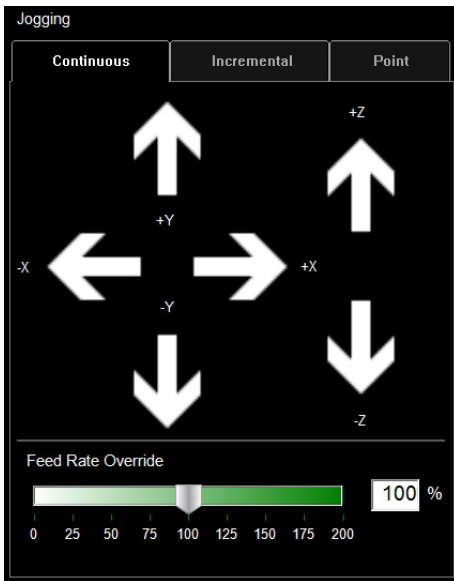 Jogging
Continuous Incremental Point
+Z
+Y
-X +X
-Y
-Z
Feed Rate Override
100 %
0 25 50 75 100 125 150 175 200